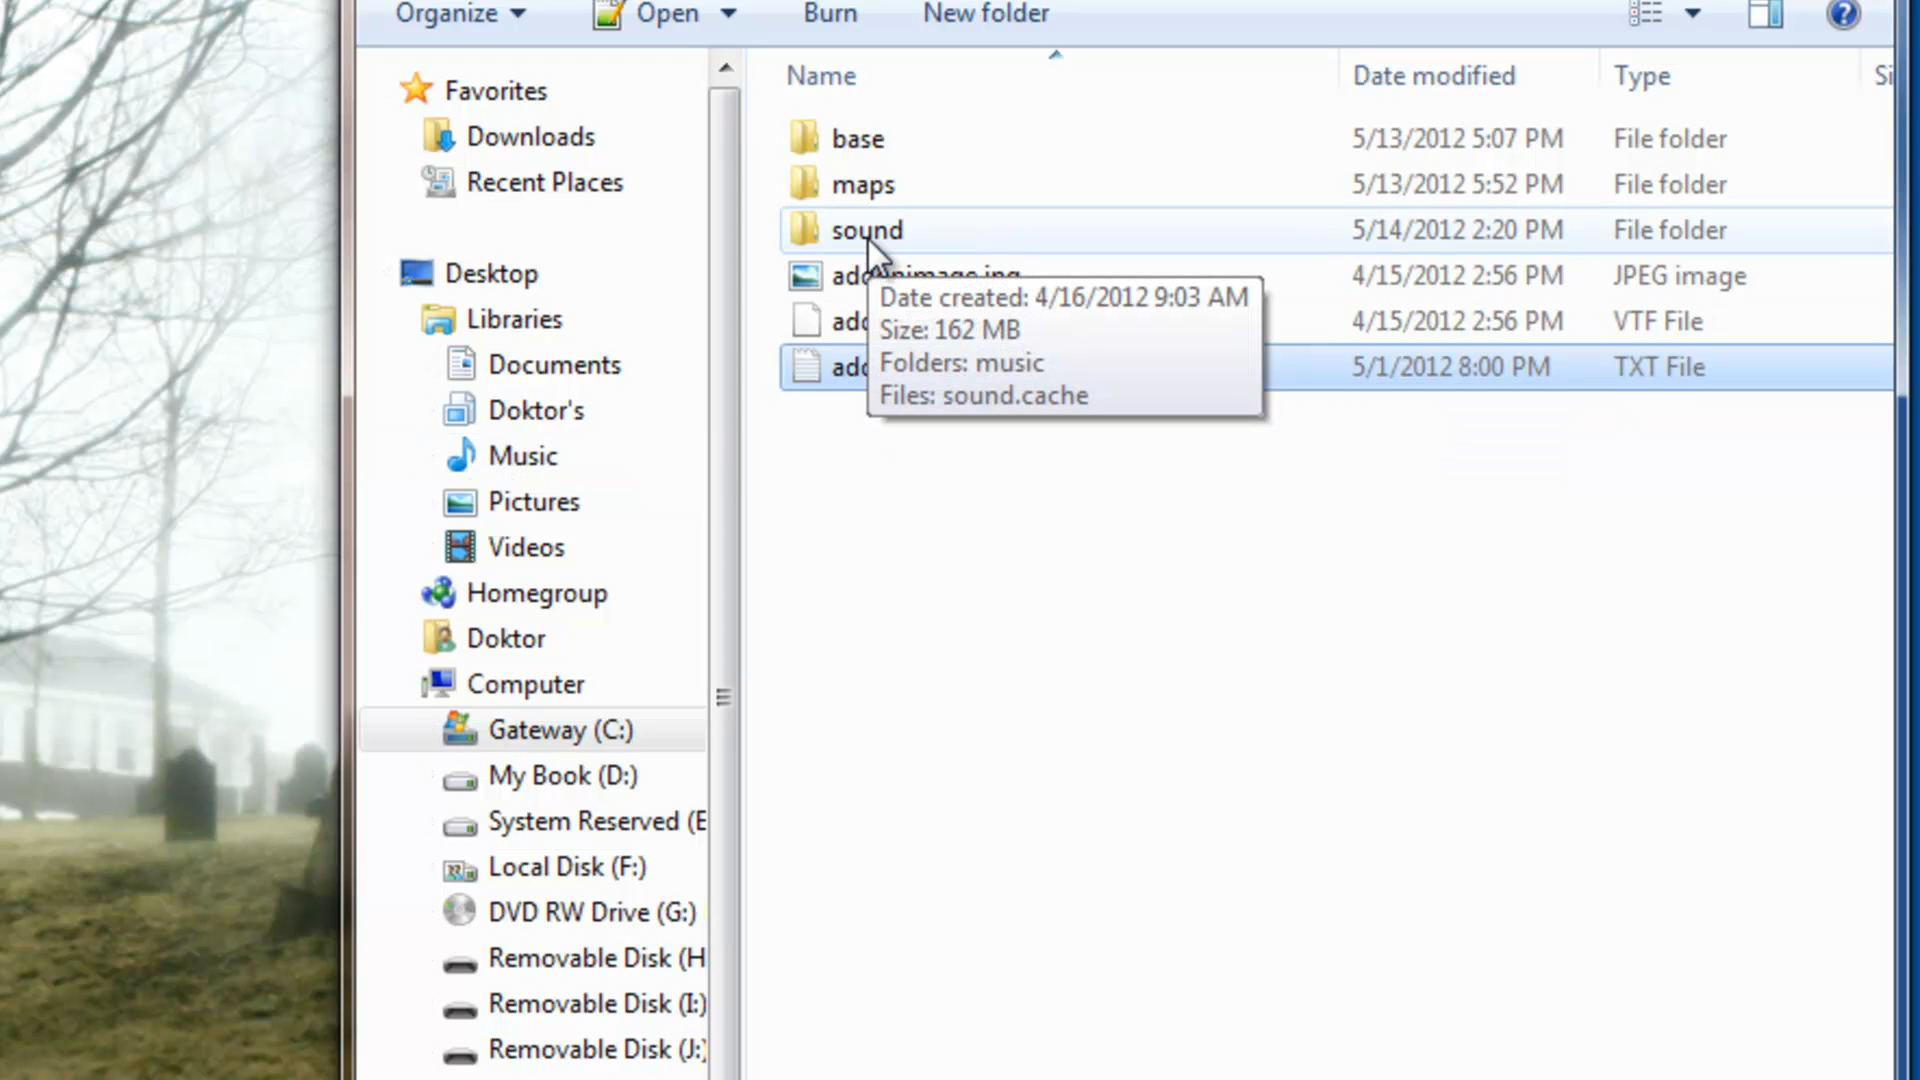 Organize Open Burn New folder
Name Date modified Type Si
Favorites
Downloads
Recent Places
Desktop
Libraries
Documents
Doktor's
Music
Pictures
Videos
Homegroup
Doktor
Computer
Gateway (C:)
My Book (D:)
System Reserved (E
Local Disk (F:)
DVD RW Drive (G:)
Removable Disk (H
Removable Disk (I:)
Removable Disk (J:)
base 5/13/2012 5:07 PM File folder
maps 5/13/2012 5:52 PM File folder
sound 5/14/2012 2:20 PM File folder
4/15/2012 2:56 PM JPEG image
add 4/15/2012 2:56 PM VTF File
add 5/1/2012 8:00 PM TXT File
Date created: 4/16/2012 9:03 AM
Size: 162 MB
Folders: music
Files: sound.cache